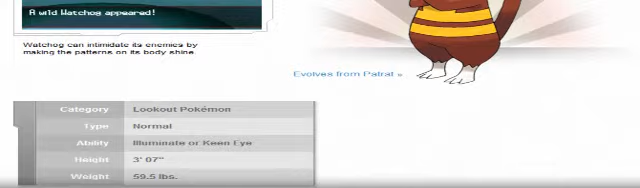 A wild Watchog appeared!
Watchog can intimidate its enemies by
making the patterns on its body shine.
Evolves from Patrat »
Category Lookout Pokémon
Type Normal
Ability Illuminate or Keen Eye
Height 3' 07"
Weight 59.5 lbs.